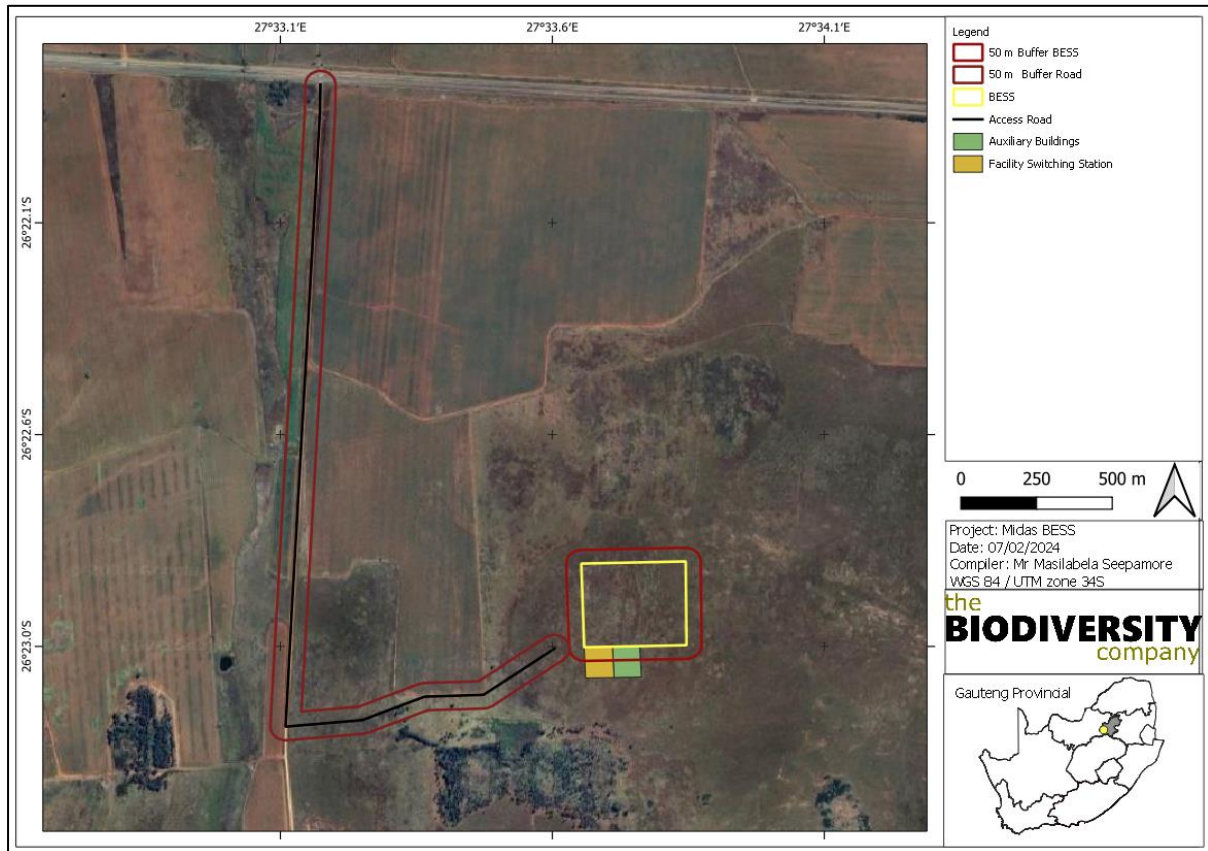 27°33.1'E
27°33.6'E
27°34.1'E
26°22.1'S
26°22.6'S
26°23.0'S
Legend
50 m Buffer BESS
50 m Buffer Road
BESS
Access Road
Auxiliary Buildings
Facility Switching Station
0 250 500 m
Project: Midas BESS
Date: 07/02/2024
Compiler: Mr Masilabela Seepamore
WGS 84 / UTM zone 34S
the
BIODIVERSITY
company
Gauteng Provincial